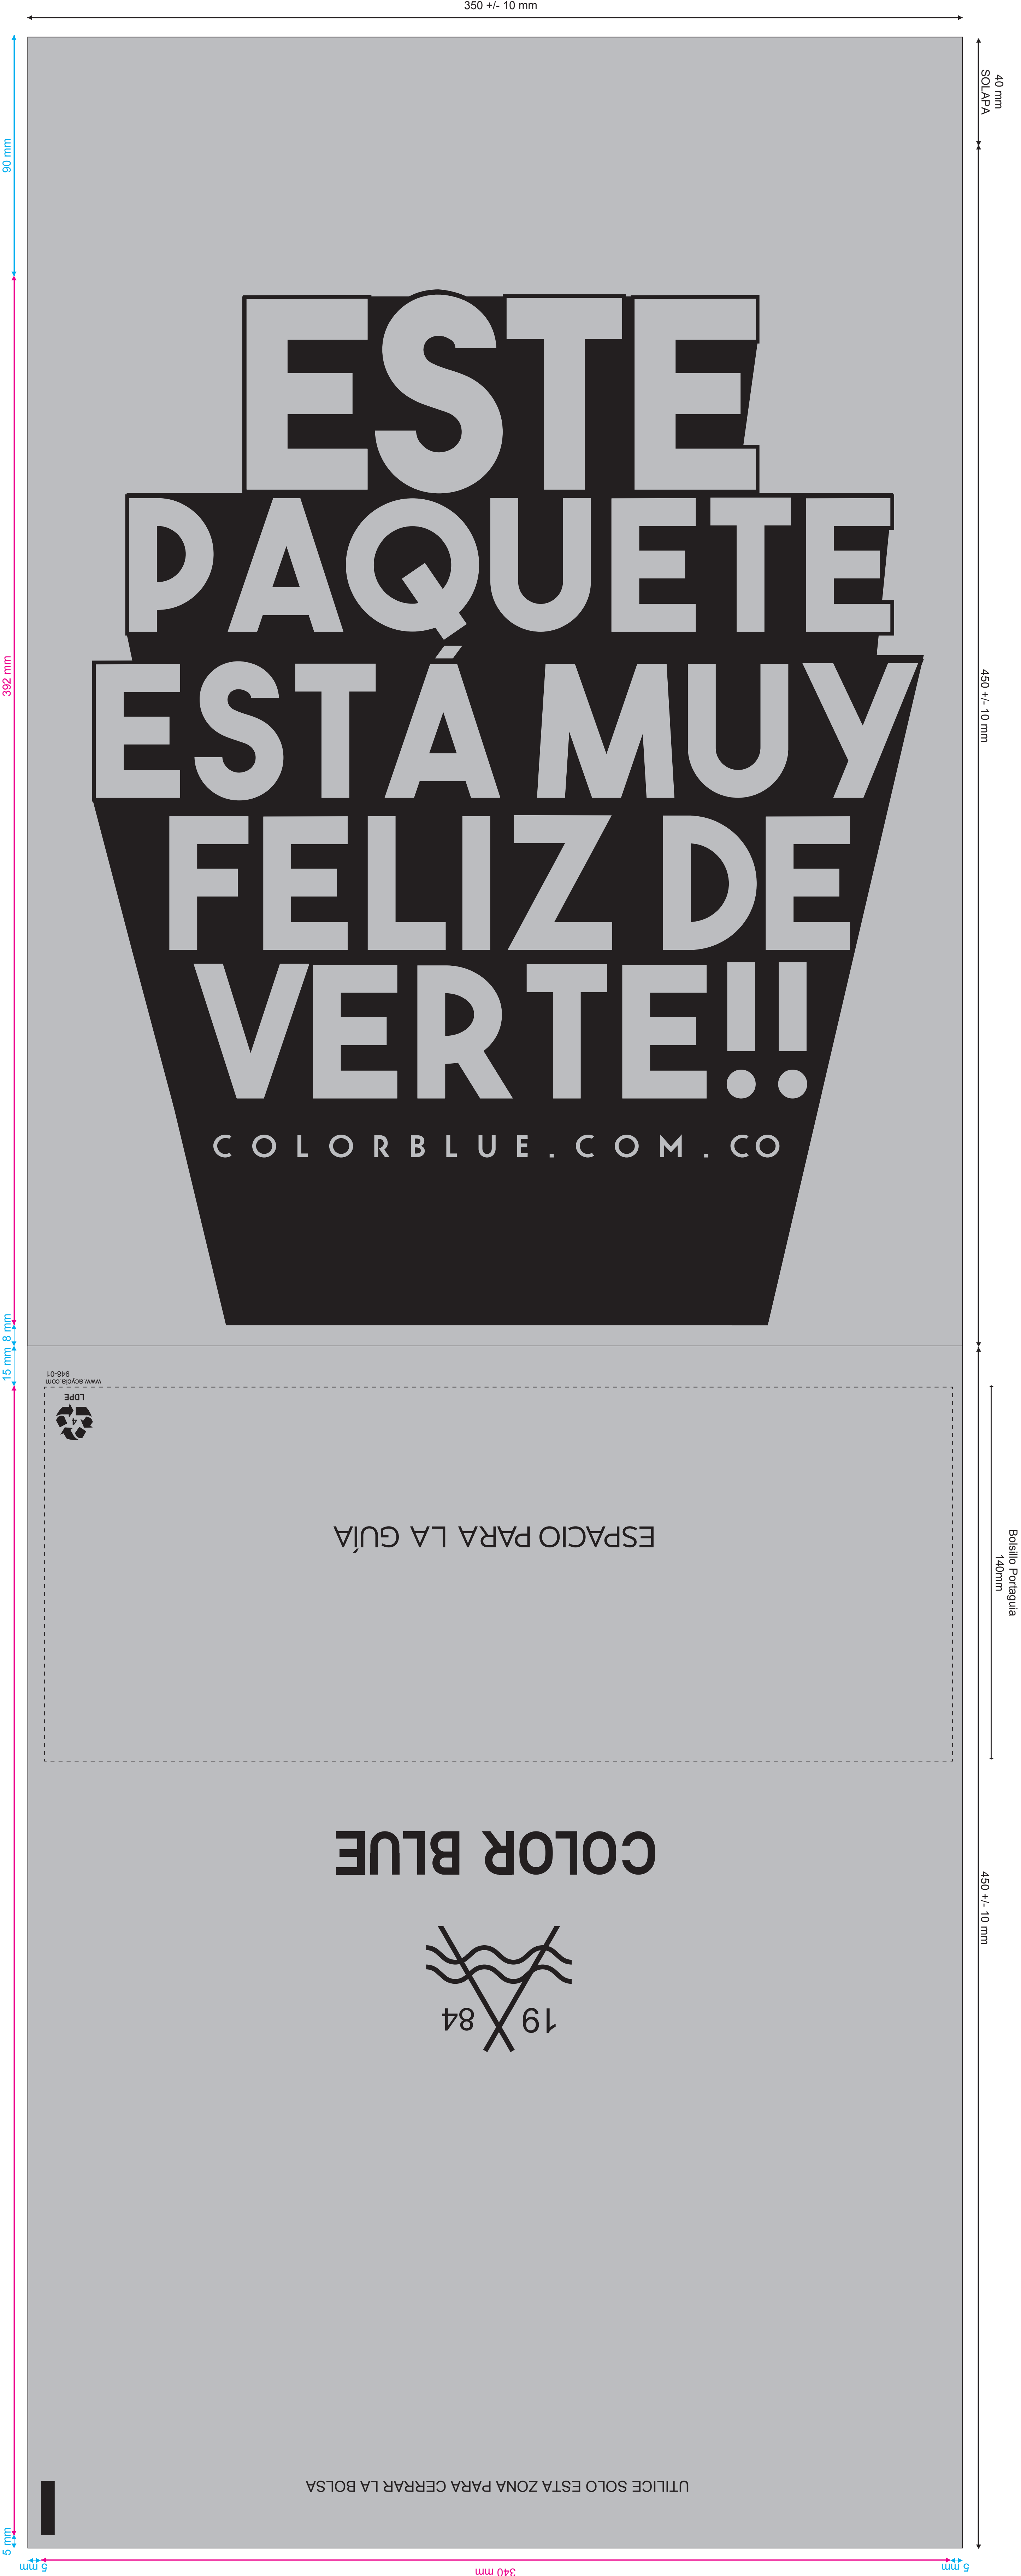 350 +/- 10 mm
40 mm
SOLAPA
90 mm
ESTE
PAQUETE
ESTÁ MUY
FELIZ DE
VERTE!!
COLORBLUE.COM.CO
392 mm
450 +/- 10 mm
8 mm
15 mm
www.acycia.com
948-01
LDPE
4
ESPACIO PARA LA GUÍA
Bolsillo Portaguia
140mm
COLOR BLUE
19 84
450 +/- 10 mm
UTILICE SOLO ESTA ZONA PARA CERRAR LA BOLSA
5 mm
5 mm
340 mm
5 mm